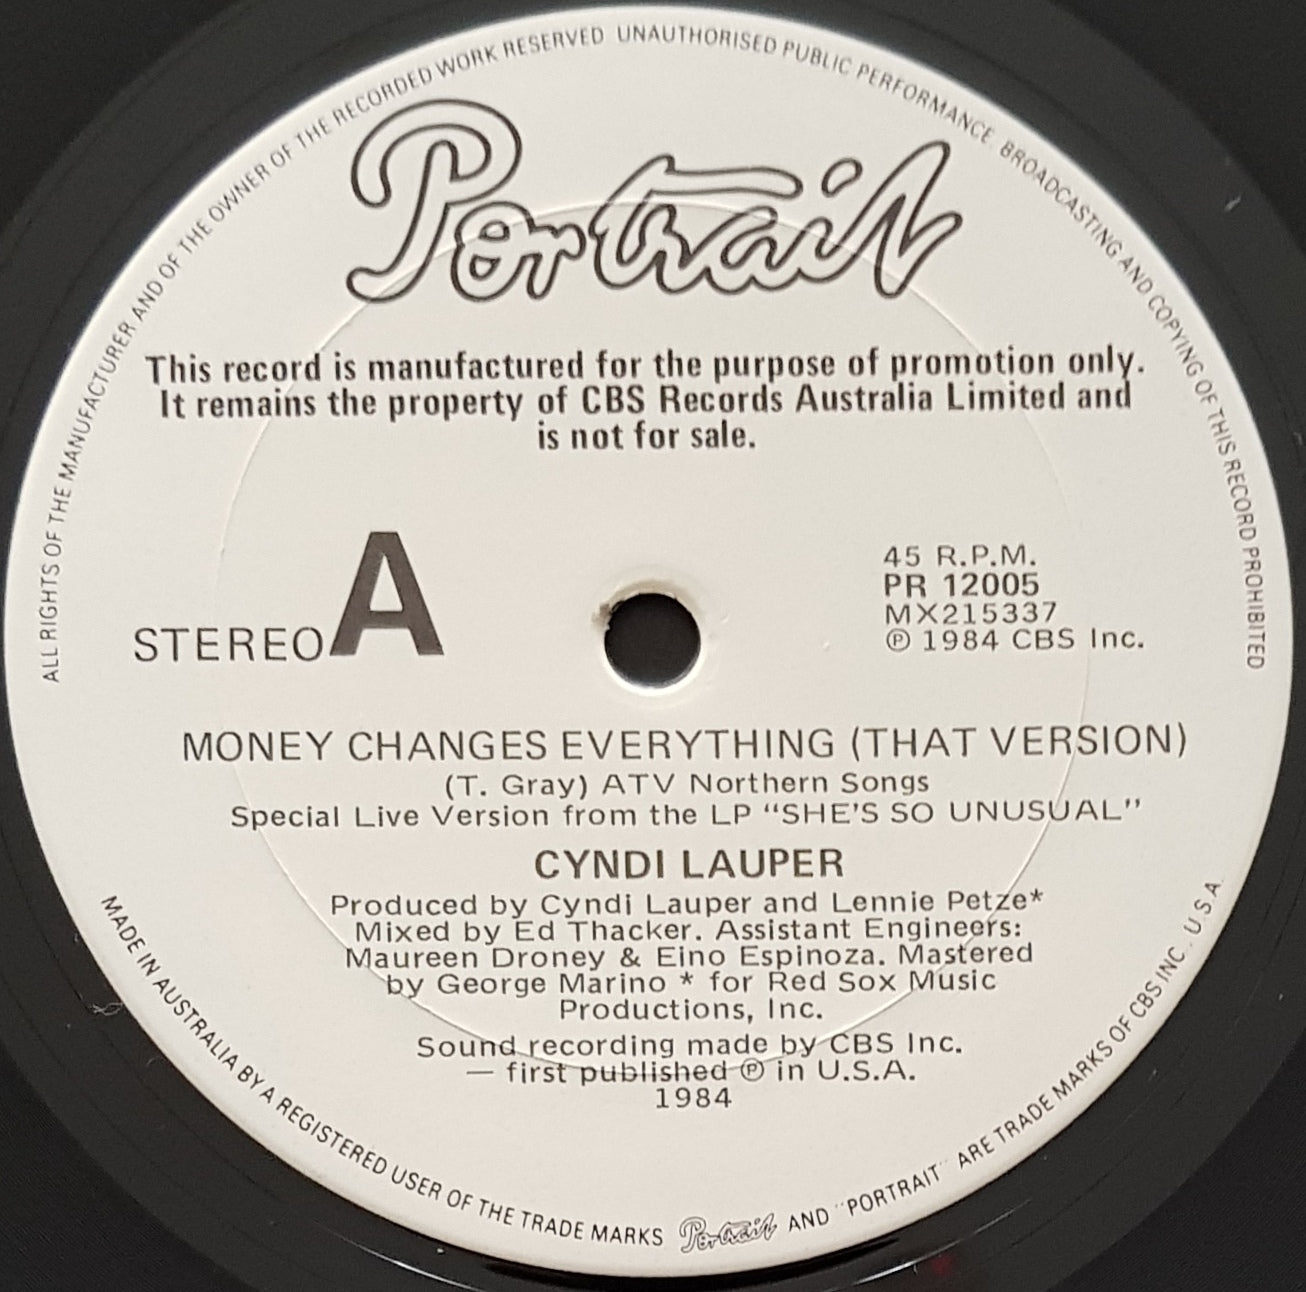 ALL RIGHTS OF THE MANUFACTURER AND OF THE OWNER OF THE RECORDED WORK RESERVED UNAUTHORISED PUBLIC PERFORMANCE BROADCASTING AND COPYING OF THIS RECORD PROHIBITED
Portrait
This record is manufactured for the purpose of promotion only.
It remains the property of CBS Records Australia Limited and
is not for sale.
STEREO A
45 R.P.M.
PR 12005
MX215337
℗ 1984 CBS Inc.
MONEY CHANGES EVERYTHING (THAT VERSION)
(T. Gray) ATV Northern Songs
Special Live Version from the LP “SHE'S SO UNUSUAL”
CYNDI LAUPER
Produced by Cyndi Lauper and Lennie Petze*
Mixed by Ed Thacker. Assistant Engineers:
Maureen Droney & Eino Espinoza. Mastered
by George Marino * for Red Sox Music
Productions, Inc.
Sound recording made by CBS Inc.
— first published ℗ in U.S.A.
1984
MADE IN AUSTRALIA BY A REGISTERED USER OF THE TRADE MARKS Portrait AND "PORTRAIT" ARE TRADE MARKS OF CBS INC., U.S.A.